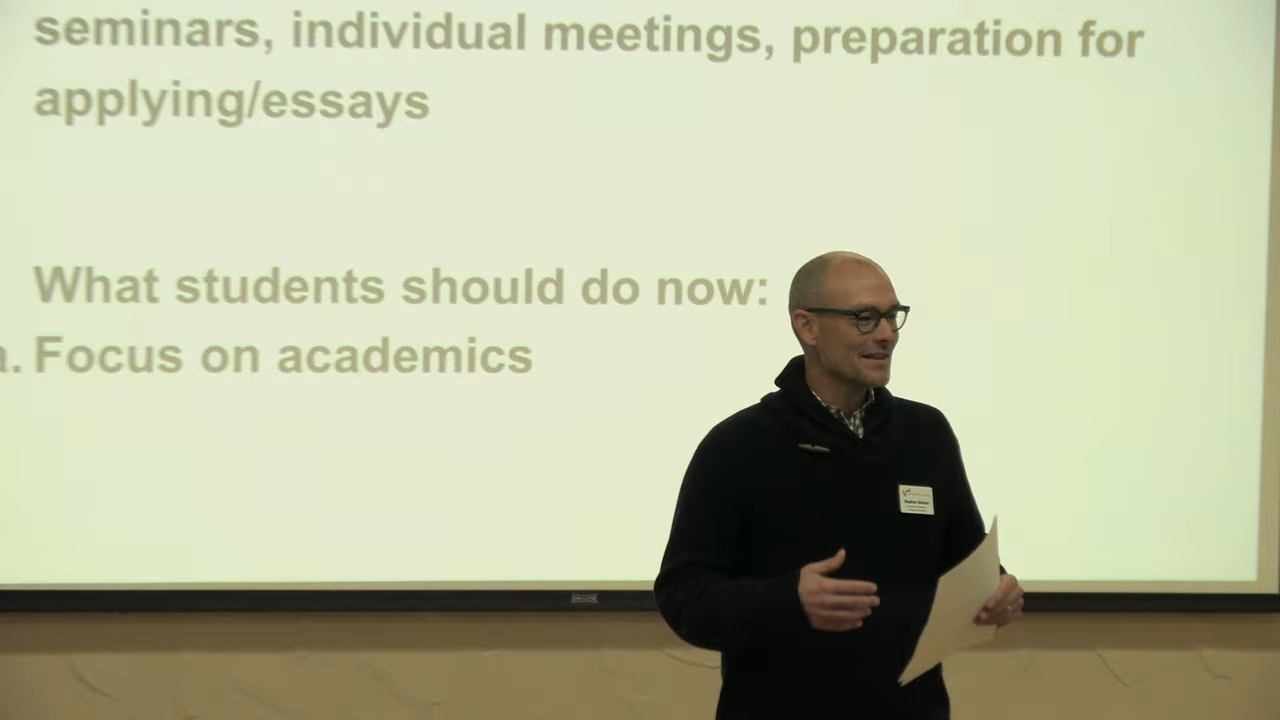 seminars, individual meetings, preparation for
applying/essays
What students should do now:
a. Focus on academics